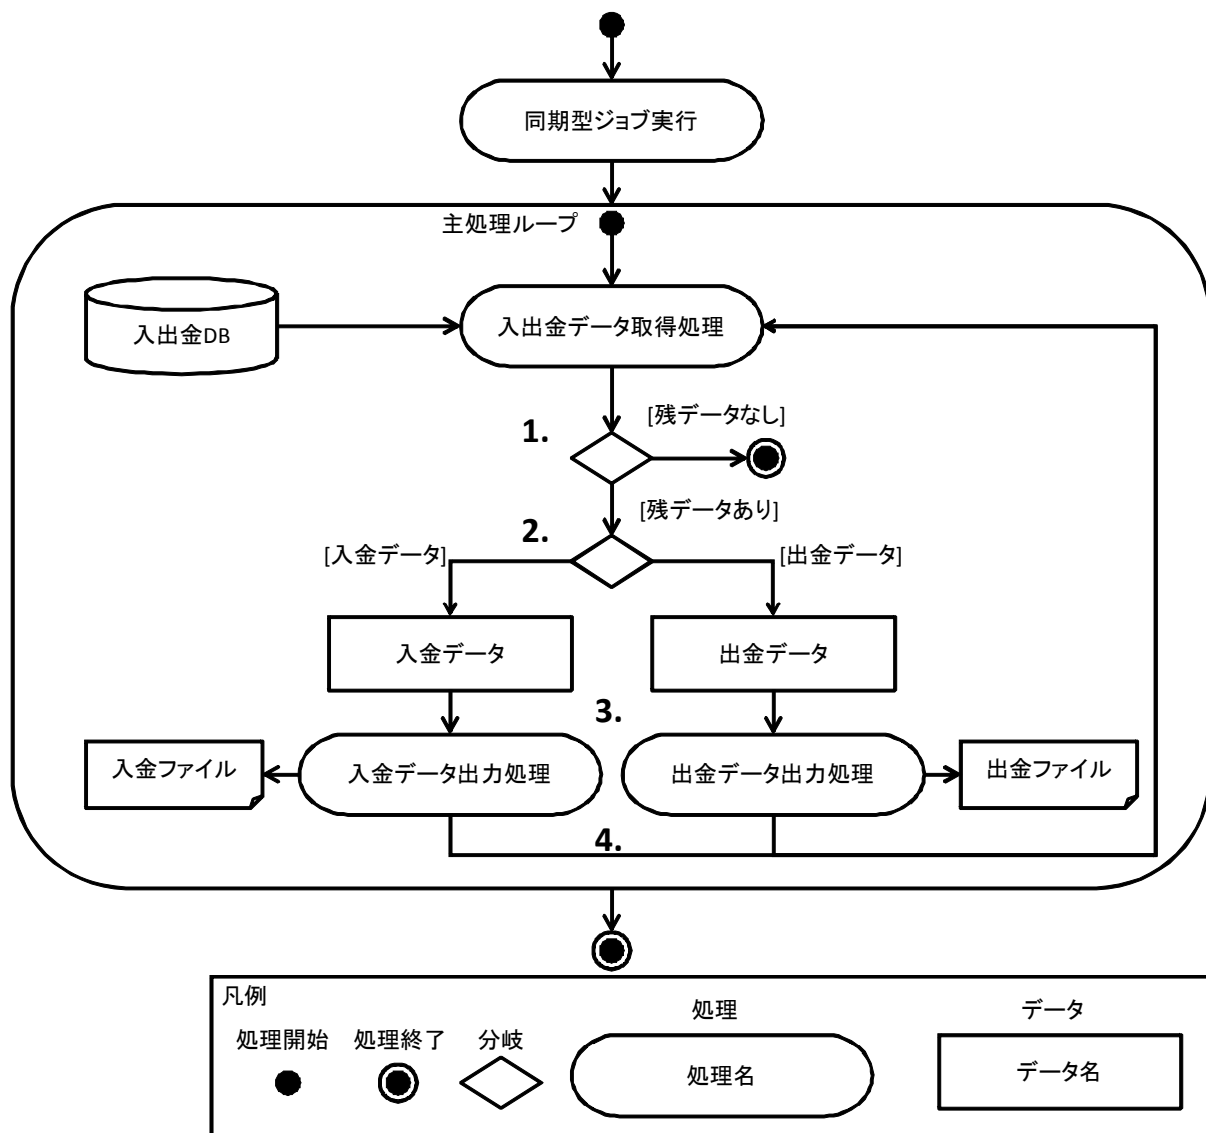 同期型ジョブ実行
主処理ループ
入出金DB
入出金データ取得処理
[残データなし]
1.
[残データあり]
2.
[入金データ]
[出金データ]
入金データ
出金データ
3.
入金ファイル
入金データ出力処理
出金データ出力処理
出金ファイル
4.
凡例
処理
データ
処理開始
処理終了
分岐
処理名
データ名